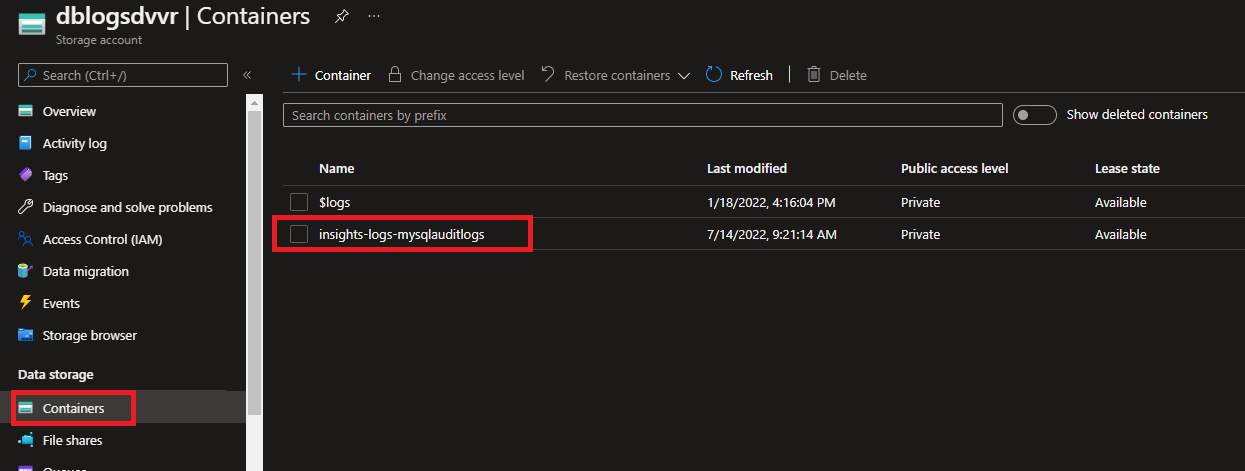 dblogsdvvr | Containers
Storage account
Search (Ctrl+/)
Overview
Activity log
Tags
Diagnose and solve problems
Access Control (IAM)
Data migration
Events
Storage browser
Data storage
Containers
File shares
Queues
Container Change access level Restore containers Refresh Delete
Search containers by prefix Show deleted containers
Name Last modified Public access level Lease state
$logs 1/18/2022, 4:16:04 PM Private Available
insights-logs-mysqlauditlogs 7/14/2022, 9:21:14 AM Private Available